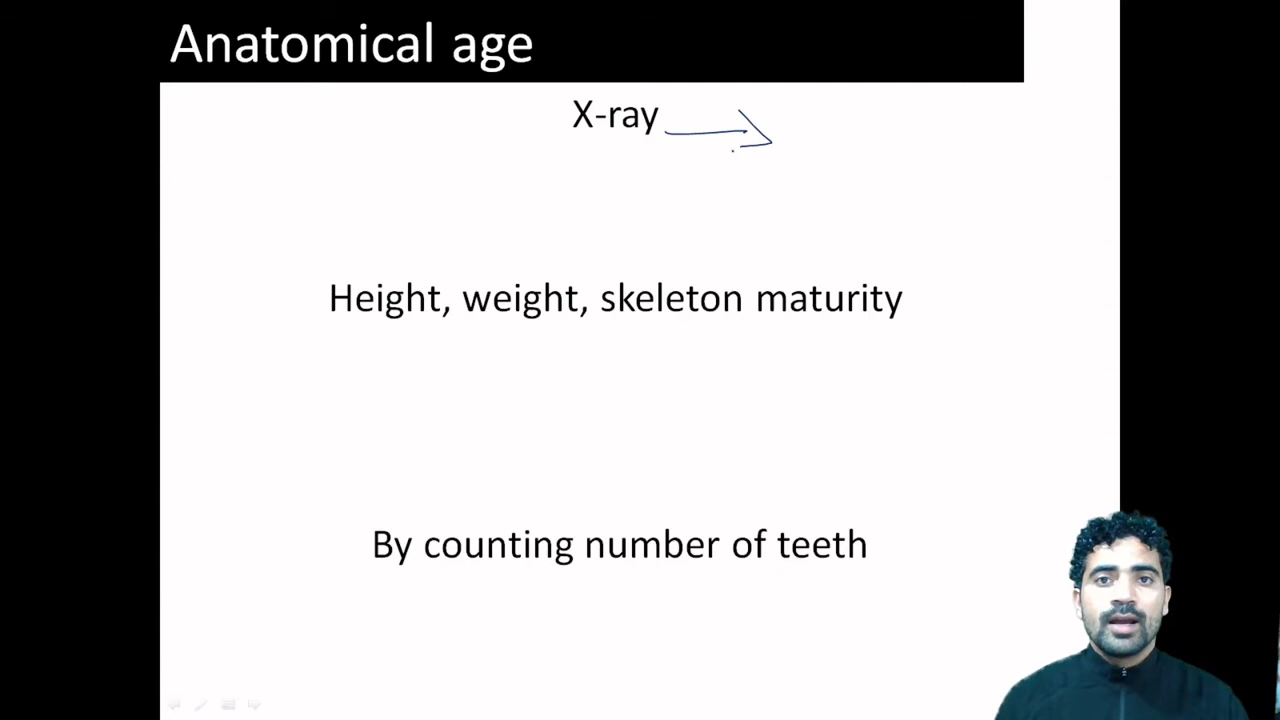 Anatomical age
X-ray
Height, weight, skeleton maturity
By counting number of teeth